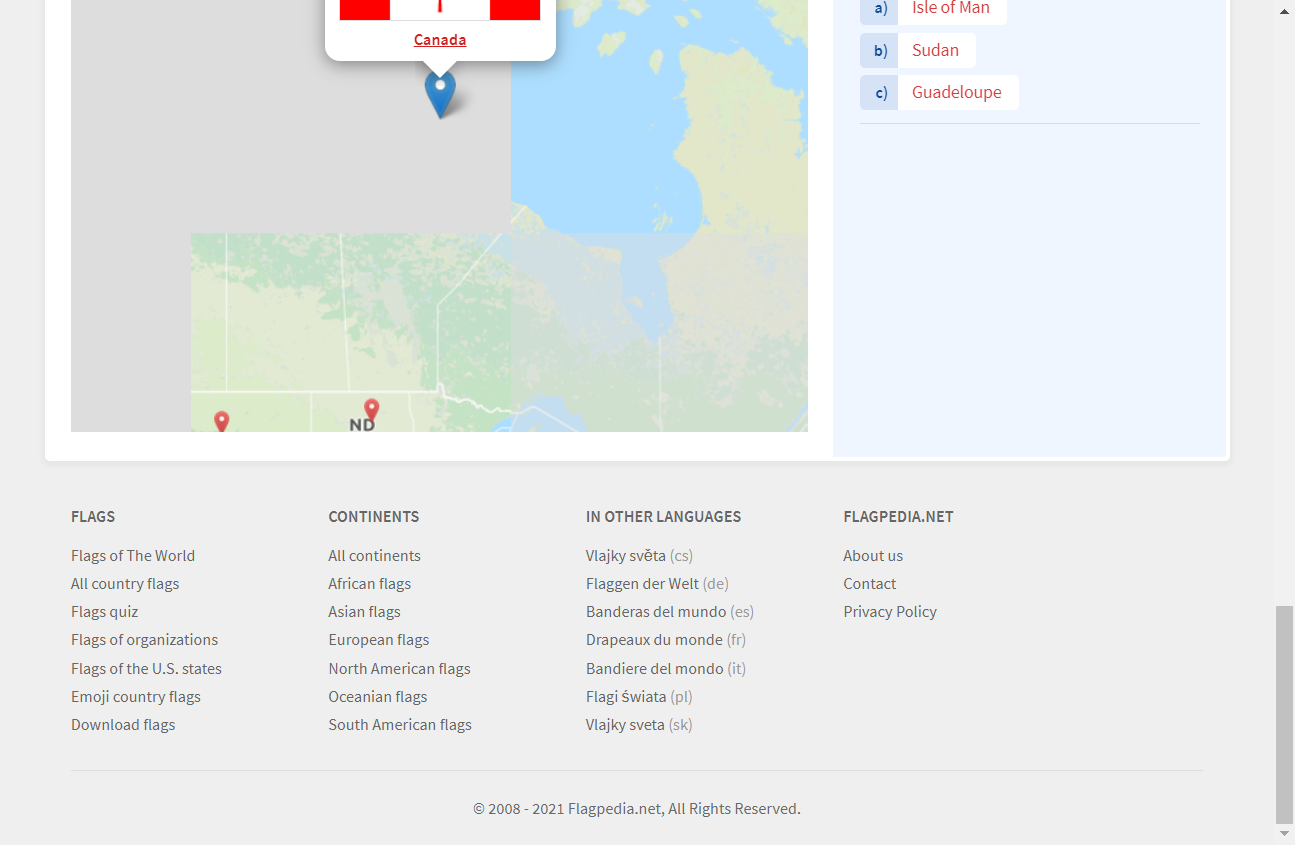 Canada
ND
a) Isle of Man
b) Sudan
c) Guadeloupe
FLAGS
Flags of The World
All country flags
Flags quiz
Flags of organizations
Flags of the U.S. states
Emoji country flags
Download flags
CONTINENTS
All continents
African flags
Asian flags
European flags
North American flags
Oceanian flags
South American flags
IN OTHER LANGUAGES
Vlajky světa (cs)
Flaggen der Welt (de)
Banderas del mundo (es)
Drapeaux du monde (fr)
Bandiere del mondo (it)
Flagi świata (pl)
Vlajky sveta (sk)
FLAGPEDIA.NET
About us
Contact
Privacy Policy
© 2008 - 2021 Flagpedia.net, All Rights Reserved.